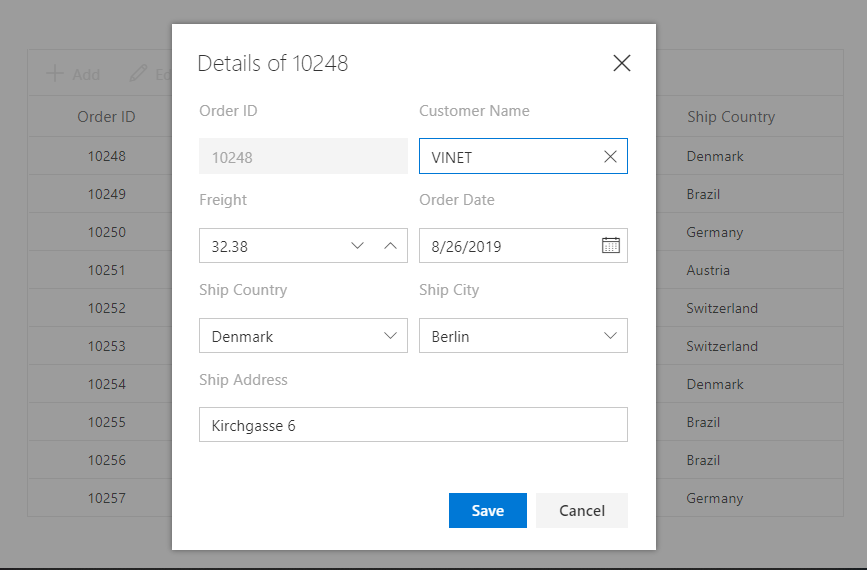 Details of 10248
Add
Ed
Order ID
Ship Country
10248
Denmark
10249
Brazil
10250
Germany
10251
Austria
10252
Switzerland
10253
Switzerland
10254
Denmark
10255
Brazil
10256
Brazil
10257
Germany
Order ID Customer Name
10248 VINET
Freight Order Date
32.38 8/26/2019
Ship Country Ship City
Denmark Berlin
Ship Address
Kirchgasse 6
Save Cancel